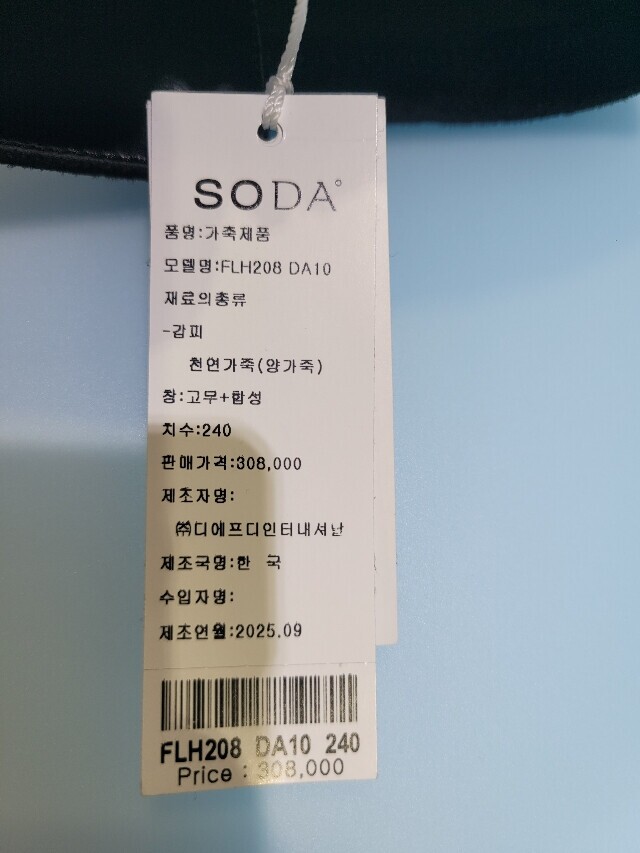 SODA
품명:가축제품
모델명:FLH208 DA10
재료의종류
-갑피
천연가죽(양가죽)
창:고무+합성
치수:240
판매가격:308,000
제조자명:
㈜디에프디인터내셔날
제조국명:한 국
수입자명:
제조연월:2025.09
FLH208 DA10 240
Price : 308,000